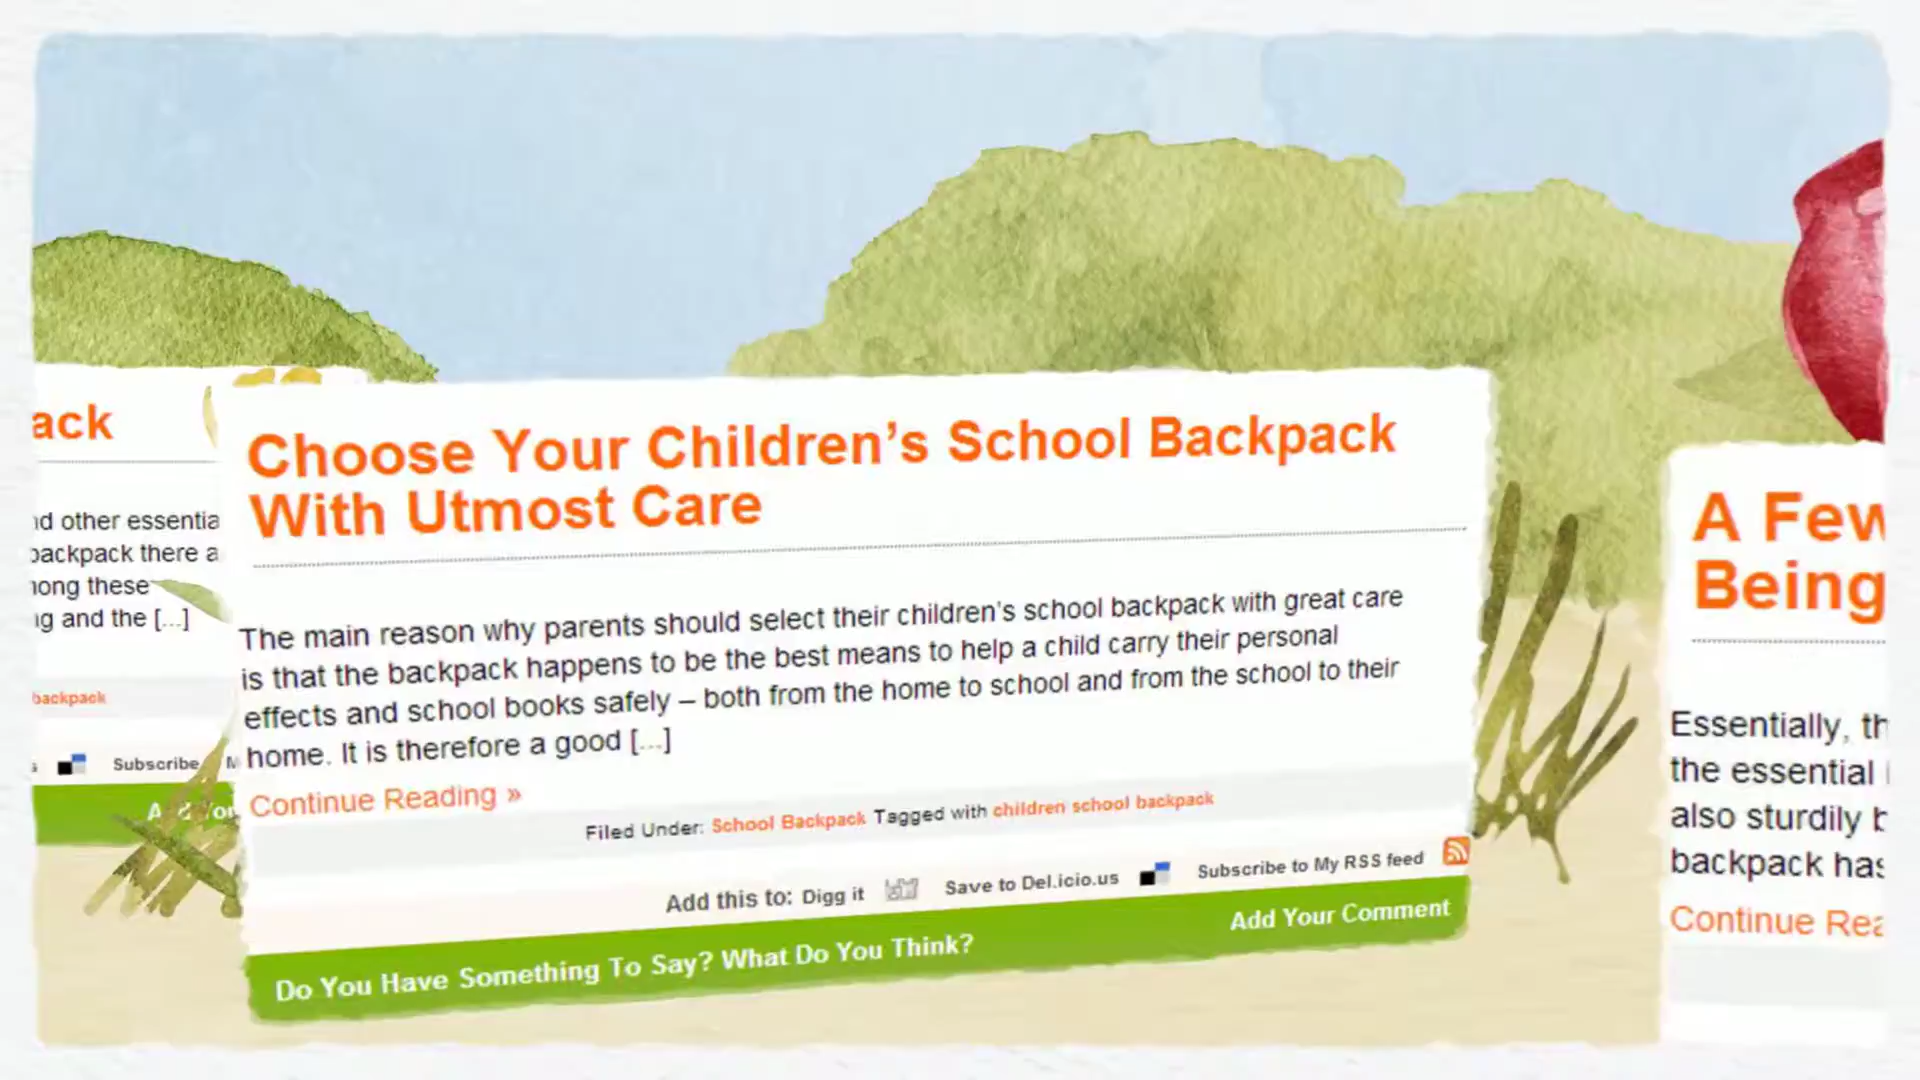 ack
nd other essentia
backpack there a
these
g and the [...]
backpack
Subscribe
Choose Your Children's School Backpack
With Utmost Care
The main reason why parents should select their children's school backpack with great care
is that the backpack happens to be the best means to help a child carry their personal
effects and school books safely – both from the home to school and from the school to their
home. It is therefore a good [...]
Continue Reading »
Filed Under: School Backpack Tagged with children school backpack
Add this to: Digg it Save to Del.icio.us Subscribe to My RSS feed
Do You Have Something To Say? What Do You Think? Add Your Comment
A Few
Being
Essentially, th
the essential
also sturdily b
backpack has
Continue Rea